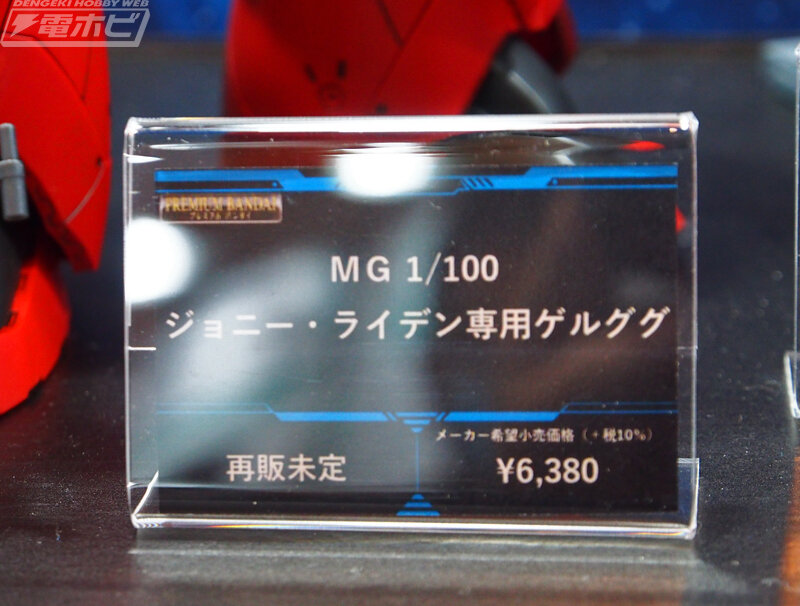 DENGEKI HOBBY WEB
電ホビ
PREMIUM BANDAI
プレミアム バンダイ
MG 1/100
ジョニー・ライデン専用ゲルググ
メーカー希望小売価格（+税10%）
再販未定
¥6,380